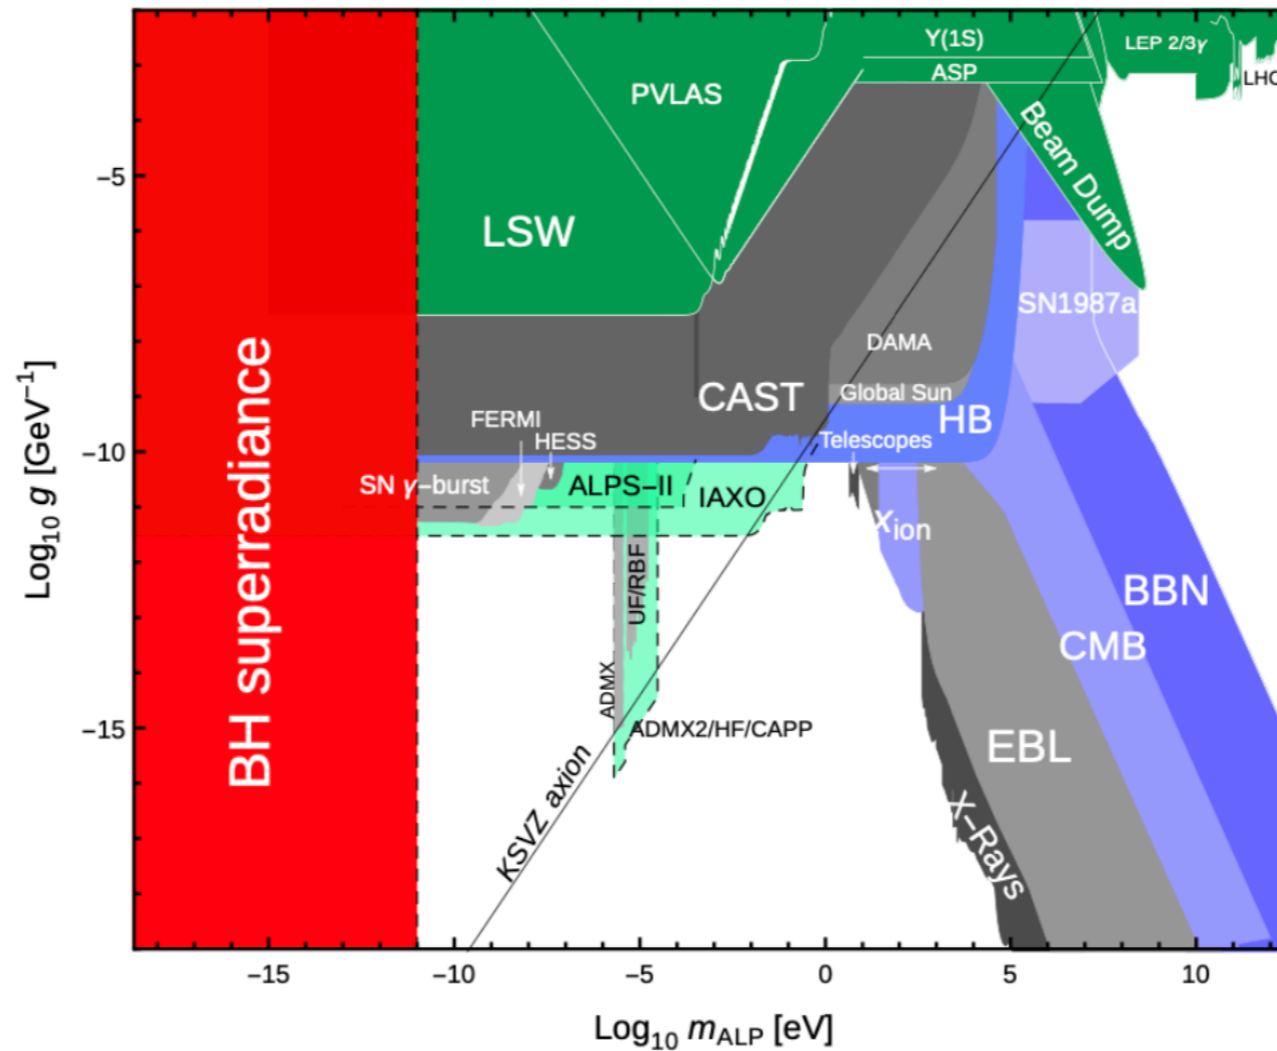 Y(1S)
LEP 2/3γ
ASP
LHC
PVLAS
Beam Dump
−5
LSW
SN1987a
DAMA
Global Sun
CAST
HB
FERMI
HESS
Telescopes
−10
SN γ−burst
ALPS−II
IAXO
Xion
UF/RBF
BBN
CMB
ADMX
−15
ADMX2/HF/CAPP
EBL
KSVZ axion
X−Rays
BH superradiance
Log10 g [GeV−1]
−15
−10
−5
0
5
10
Log10 mALP [eV]